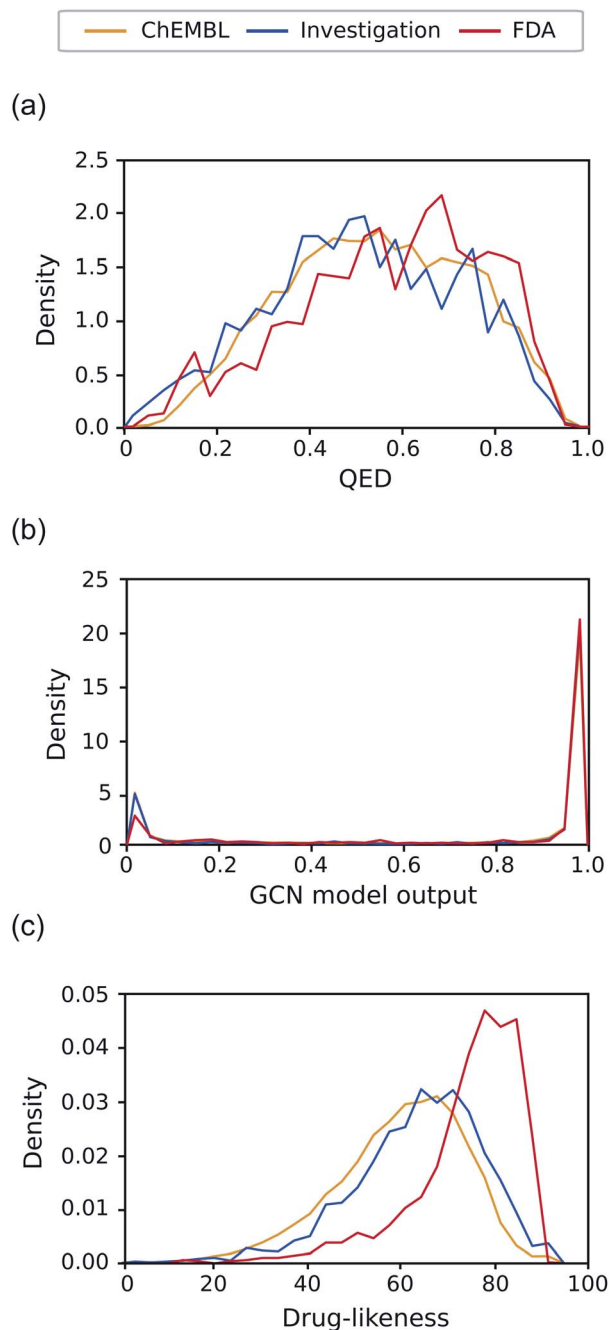 ChEMBL Investigation FDA
(a)
2.5
2.0
1.5
1.0
0.5
0.0
Density
0 0.2 0.4 0.6 0.8 1.0
QED
(b)
25
20
15
10
5
0
Density
0 0.2 0.4 0.6 0.8 1.0
GCN model output
(c)
0.05
0.04
0.03
0.02
0.01
0.00
Density
0 20 40 60 80 100
Drug-likeness